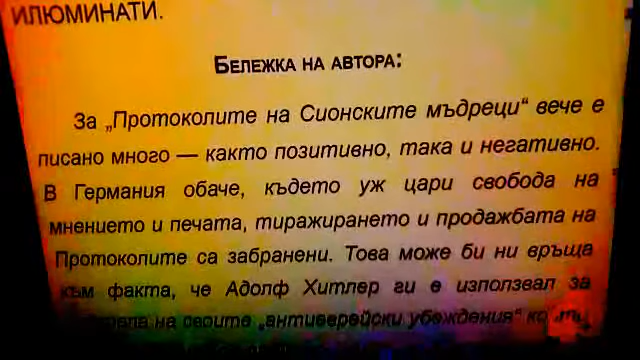 ИЛЮМИНАТИ.
БЕЛЕЖКА НА АВТОРА:
За „Протоколите на Сионските мъдреци“ вече е
писано много — както позитивно, така и негативно.
В Германия обаче, където уж цари свобода на
мнението и печата, тиражирането и продажбата на
Протоколите са забранени. Това може би ни връща
към факта, че Адолф Хитлер ги е използвал за
на своите „антиеврейски убеждения“